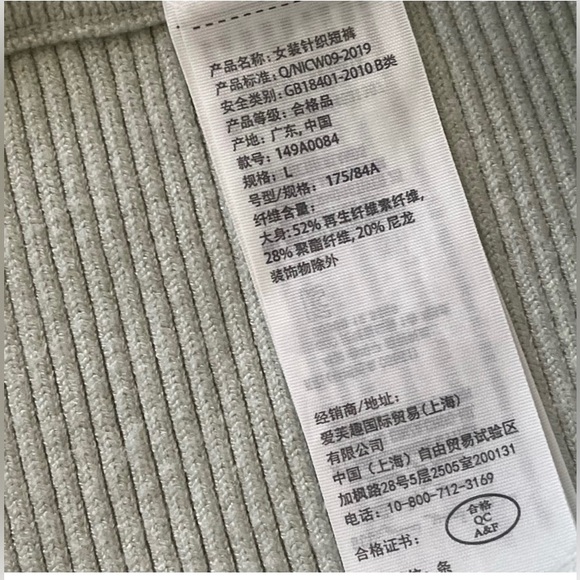 产品名称: 女装针织短裤
产品标准: Q/NICW09-2019
安全类别: GB18401-2010 B类
产品等级: 合格品
产地: 广东, 中国
款号: 149A0084
规格: L
号型/规格: 175/84A
纤维含量:
大身: 52% 再生纤维素纤维,
28% 聚酯纤维, 20% 尼龙
装饰物除外
经销商/地址:
爱芙趣国际贸易(上海)
有限公司
中国（上海）自由贸易试验区
加枫路28号5层2505室200131
电话: 10-800-712-3169
合格证书:
合格
QC
A&F